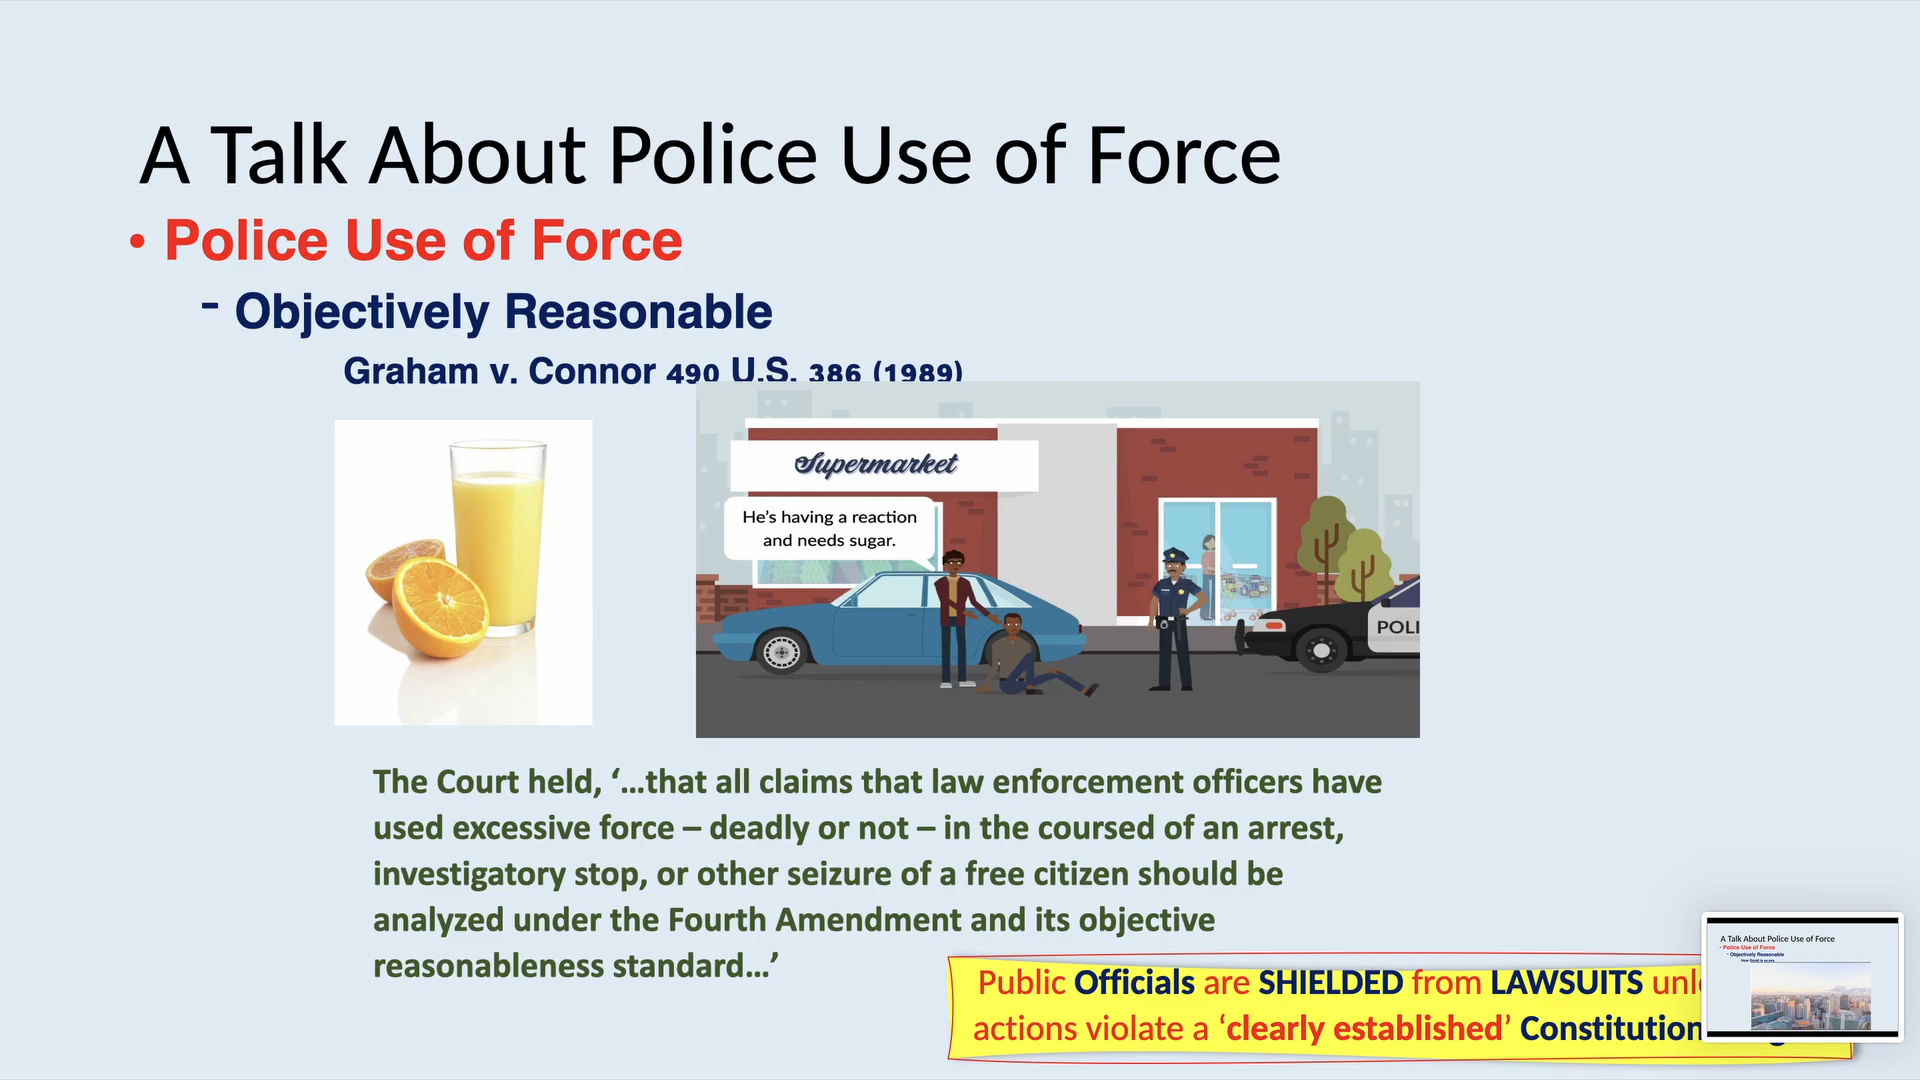 A Talk About Police Use of Force
• Police Use of Force
- Objectively Reasonable
Graham v. Connor 490 U.S. 386 (1989)
Supermarket
He's having a reaction
and needs sugar.
POLI
The Court held, ‘…that all claims that law enforcement officers have
used excessive force – deadly or not – in the coursed of an arrest,
investigatory stop, or other seizure of a free citizen should be
analyzed under the Fourth Amendment and its objective
reasonableness standard…’
Public Officials are SHIELDED from LAWSUITS
actions violate a ‘clearly established’ Constitution
A Talk About Police Use of Force
• Police Use of Force
- Objectively Reasonable